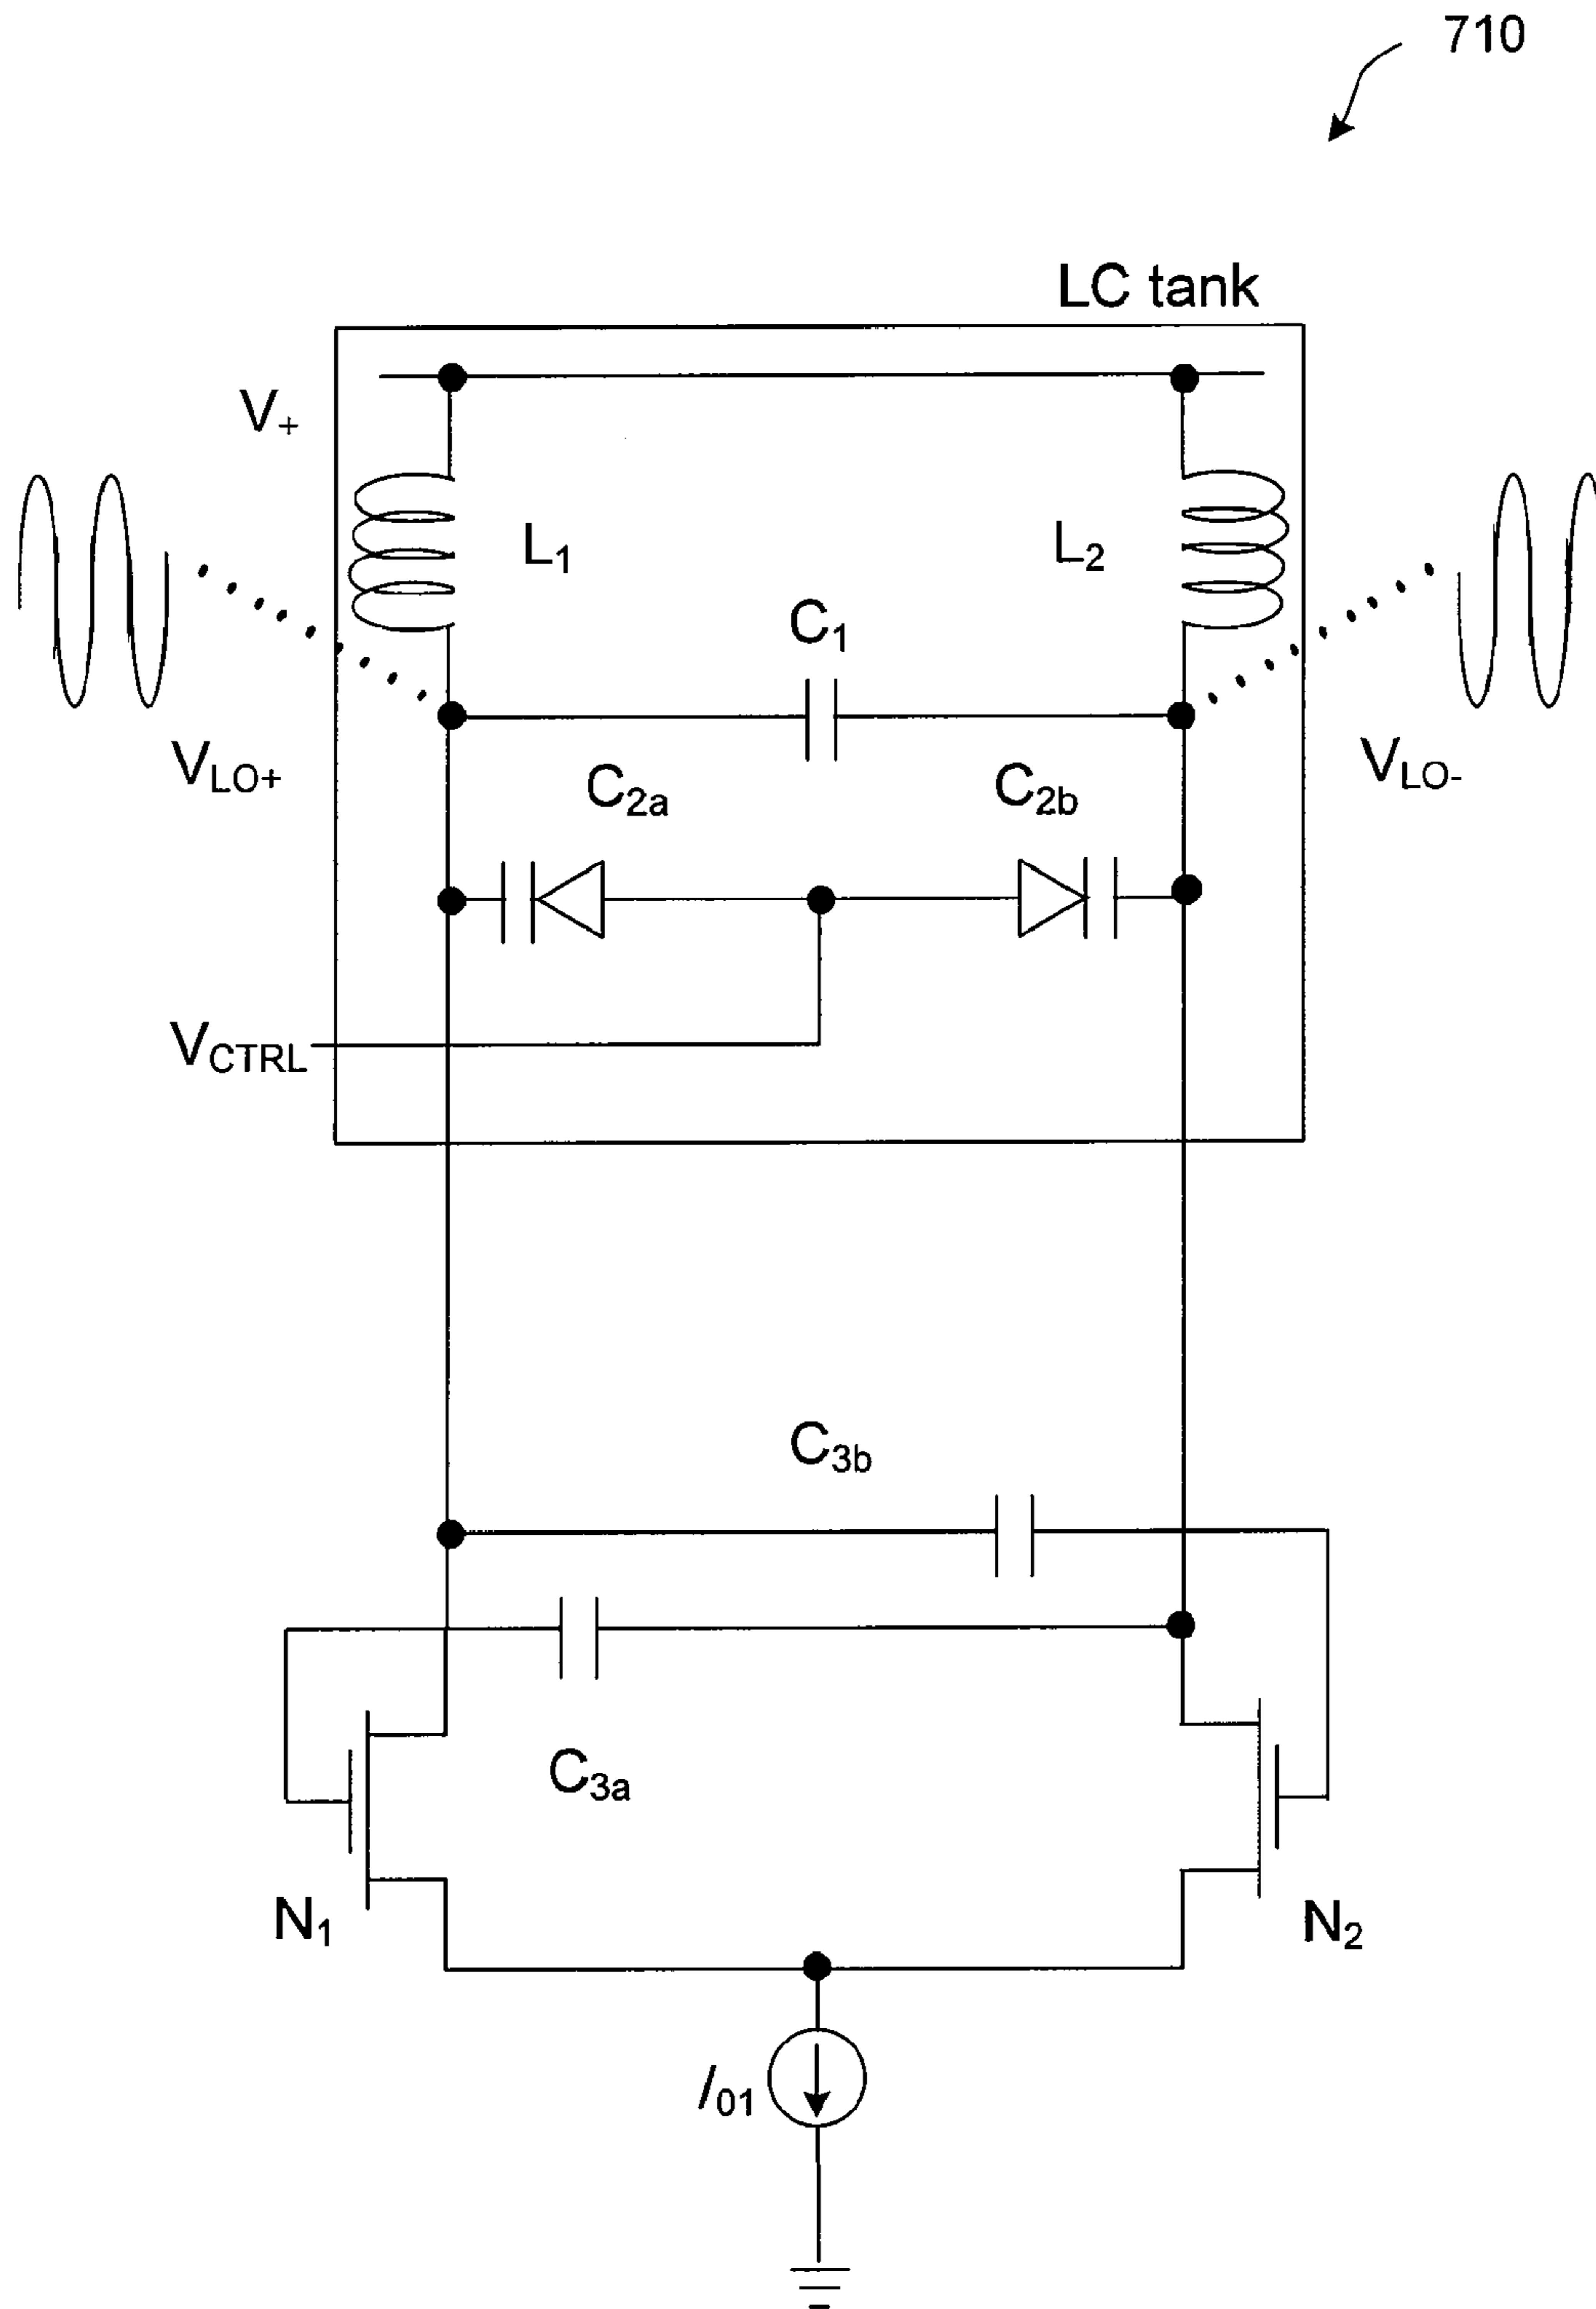 710
LC tank
V+
L1
L2
C1
VLO+
C2a
C2b
VLO-
VCTRL
C3b
C3a
N1
N2
I01